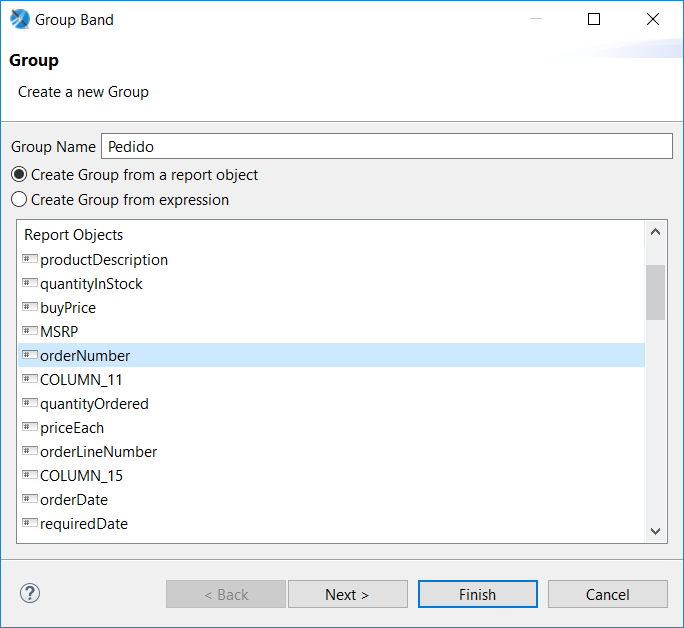 Group Band
Group
Create a new Group
Group Name Pedido
Create Group from a report object
Create Group from expression
Report Objects
productDescription
quantityInStock
buyPrice
MSRP
orderNumber
COLUMN_11
quantityOrdered
priceEach
orderLineNumber
COLUMN_15
orderDate
requiredDate
? < Back Next > Finish Cancel